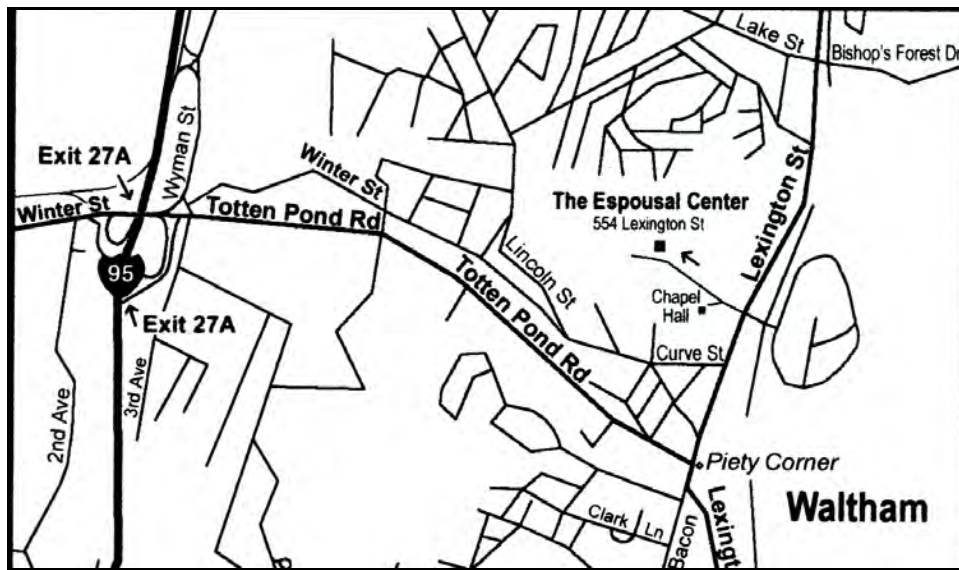 Lake St
Bishop's Forest Dr
Wyman St
Exit 27A
Winter St
Winter St
Totten Pond Rd
The Espousal Center
554 Lexington St
Lexington St
95
Exit 27A
Lincoln St
Totten Pond Rd
Chapel
Hall
Curve St
2nd Ave
3rd Ave
Piety Corner
Waltham
Clark Ln
Bacon
Lexingt